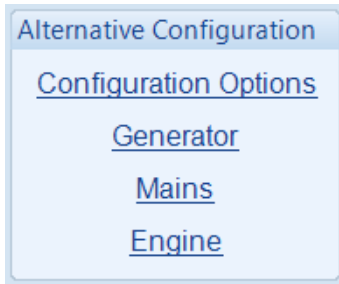 Alternative Configuration
Configuration Options
Generator
Mains
Engine